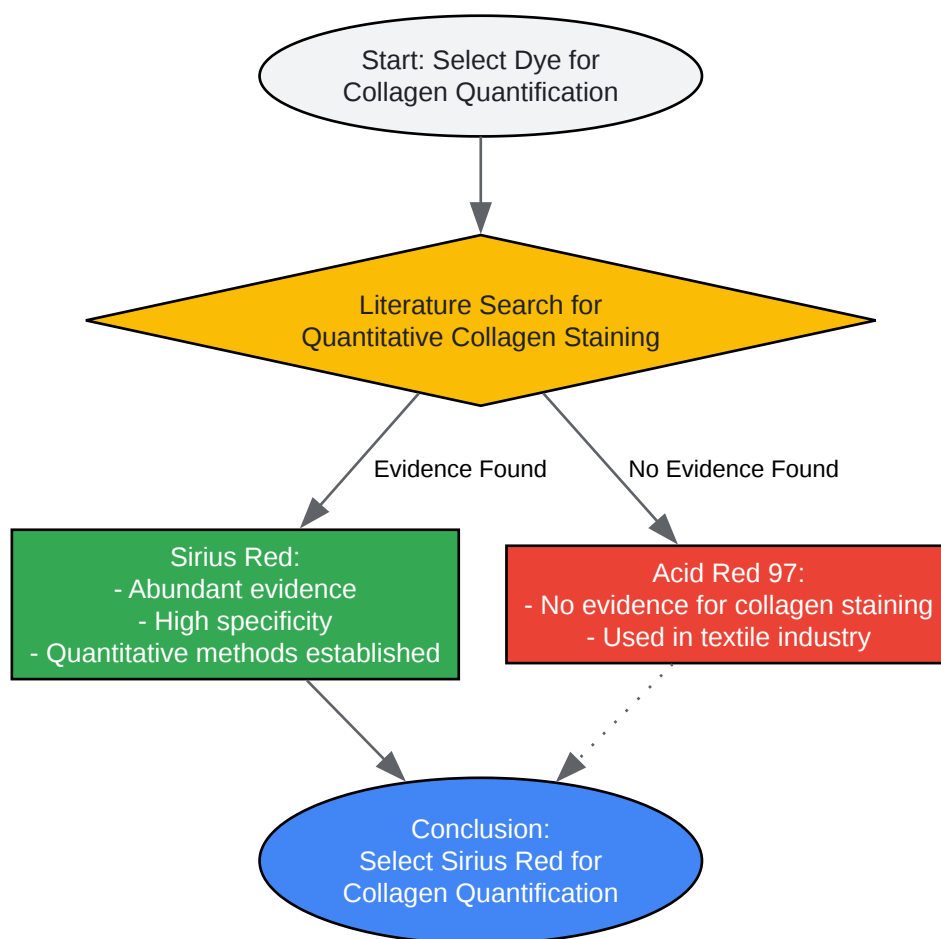 Start: Select Dye for
Collagen Quantification
Literature Search for
Quantitative Collagen Staining
Evidence Found
No Evidence Found
Sirius Red:
- Abundant evidence
- High specificity
- Quantitative methods established
Acid Red 97:
- No evidence for collagen staining
- Used in textile industry
Conclusion:
Select Sirius Red for
Collagen Quantification